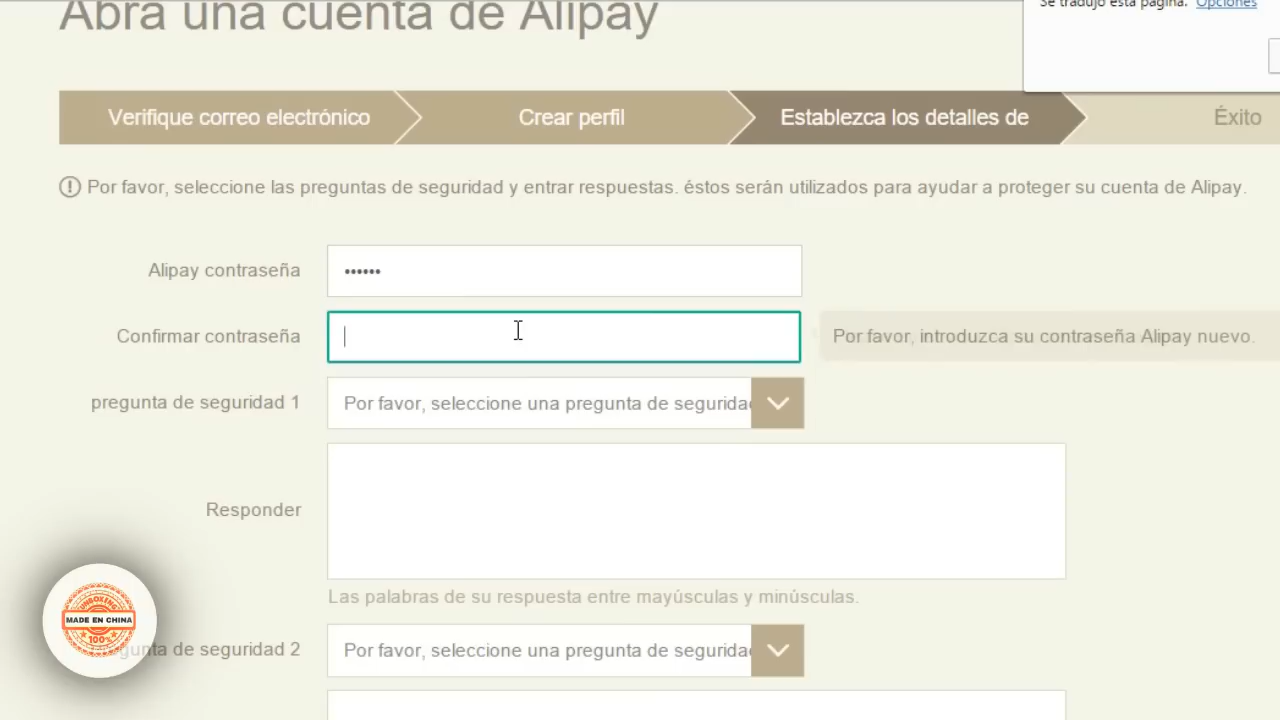 Abra una cuenta de Alipay
Se tradujo esta página. Opciones
Verifique correo electrónico
Crear perfil
Establezca los detalles de
Éxito
Por favor, seleccione las preguntas de seguridad y entrar respuestas. éstos serán utilizados para ayudar a proteger su cuenta de Alipay.
Alipay contraseña
••••••
Confirmar contraseña
Por favor, introduzca su contraseña Alipay nuevo.
pregunta de seguridad 1
Por favor, seleccione una pregunta de segurida
Responder
Las palabras de su respuesta entre mayúsculas y minúsculas.
UNBOXING
MADE EN CHINA
100%
gunta de seguridad 2
Por favor, seleccione una pregunta de segurida